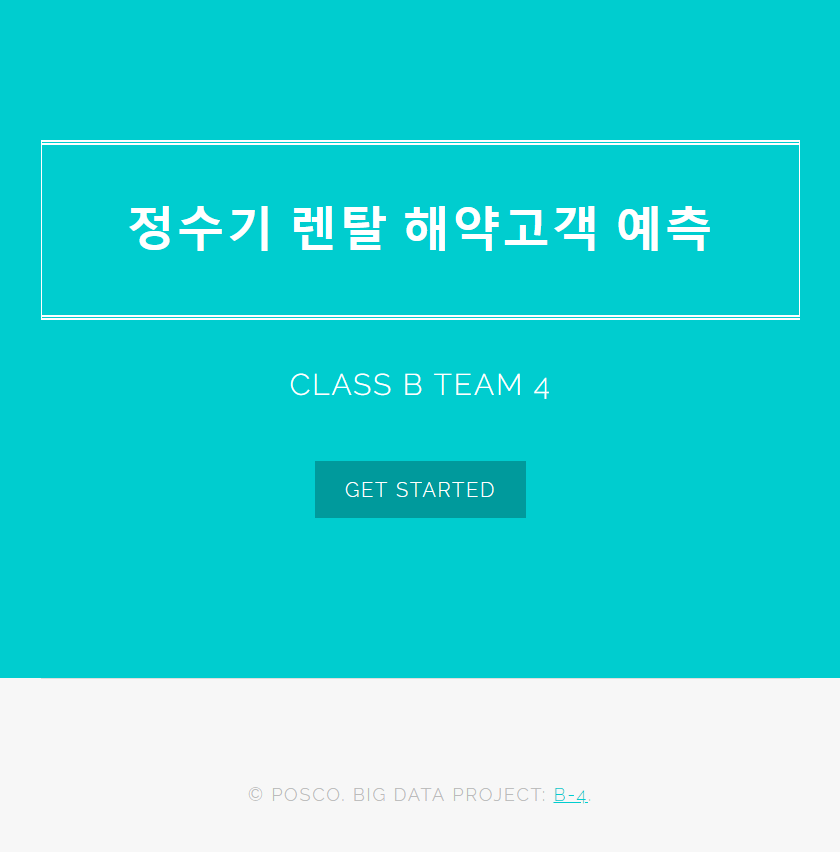 정수기 렌탈 해약고객 예측
CLASS B TEAM 4
GET STARTED
© POSCO. BIG DATA PROJECT: B-4.